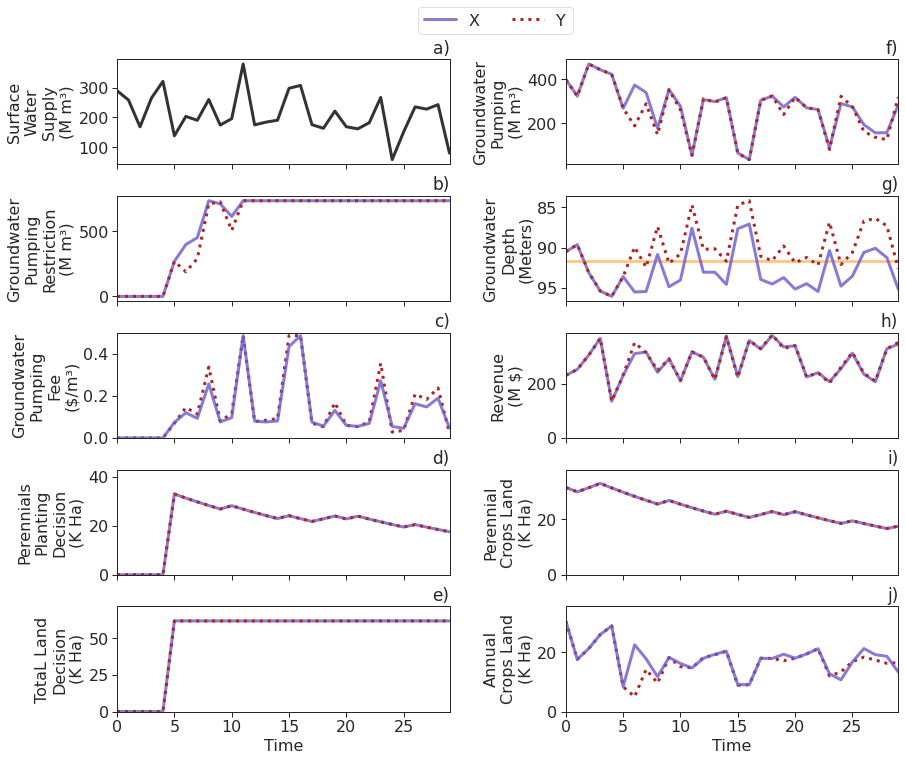 X Y
a)
Surface
Water
Supply
(M m³)
300
200
100
b)
Groundwater
Pumping
Restriction
(M m³)
500
0
c)
Groundwater
Pumping
Fee
($/m³)
0.4
0.2
0.0
d)
Perennials
Planting
Decision
(K Ha)
40
20
0
e)
TotaL Land
Decision
(K Ha)
50
25
0
0 5 10 15 20 25
Time
f)
Groundwater
Pumping
(M m³)
400
200
g)
Groundwater
Depth
(Meters)
85
90
95
h)
Revenue
(M $)
200
0
i)
Perennial
Crops Land
(K Ha)
20
0
j)
Annual
Crops Land
(K Ha)
20
0
0 5 10 15 20 25
Time